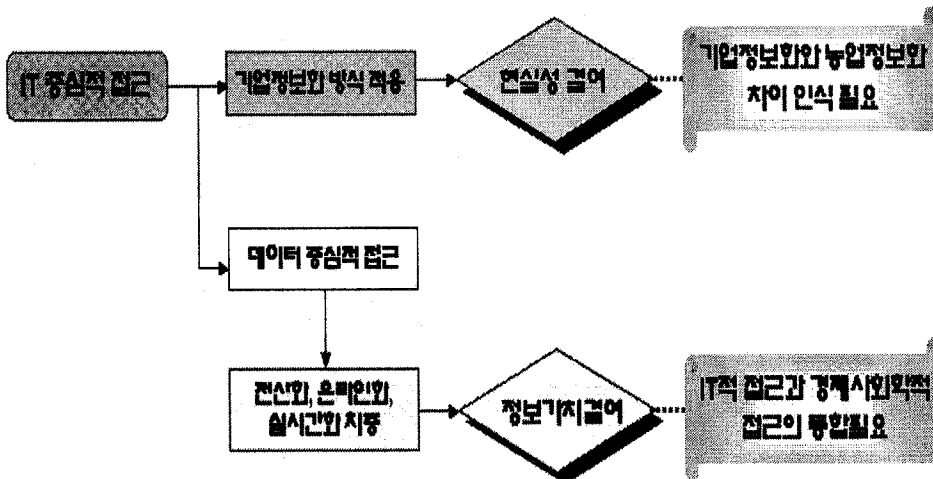 IT 중심적 접근
기업정보화 방식 적용
현실성 결여
기업정보화와 농업정보화
차이 인식 필요
데이터 중심적 접근
전산화, 온라인화,
실시간화 치중
정보가치결여
IT적 접근과 경제사회학적
접근의 통합필요